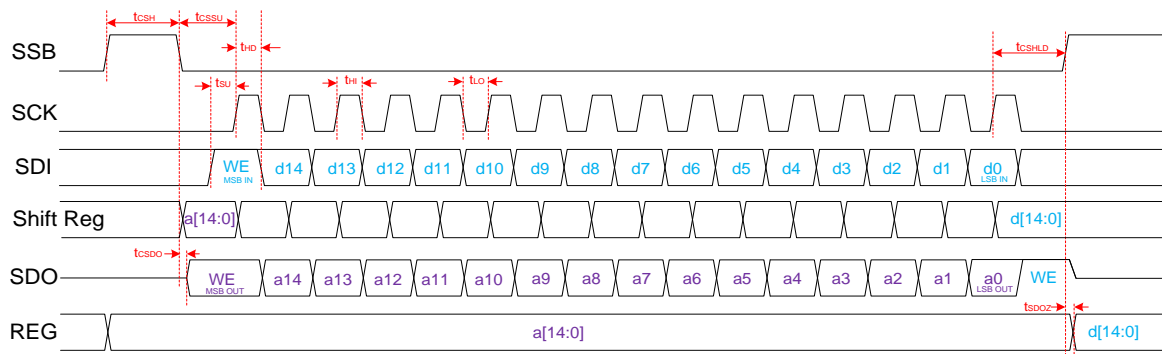 tCSH tCSSU
SSB
tHD tCSHLD
tSU tHI tLO
SCK
SDI WE d14 d13 d12 d11 d10 d9 d8 d7 d6 d5 d4 d3 d2 d1 d0
MSB IN LSB IN
Shift Reg a[14:0] d[14:0]
tCSDO
SDO WE a14 a13 a12 a11 a10 a9 a8 a7 a6 a5 a4 a3 a2 a1 a0 WE
MSB OUT LSB OUT
tSDOZ
REG a[14:0] d[14:0]